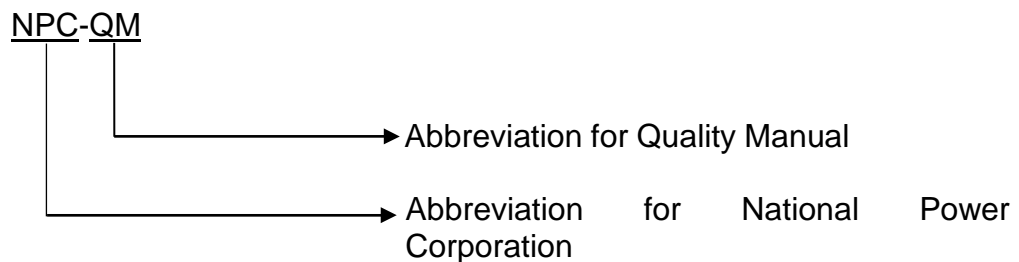 NPC-QM
Abbreviation for Quality Manual
Abbreviation for National Power
Corporation